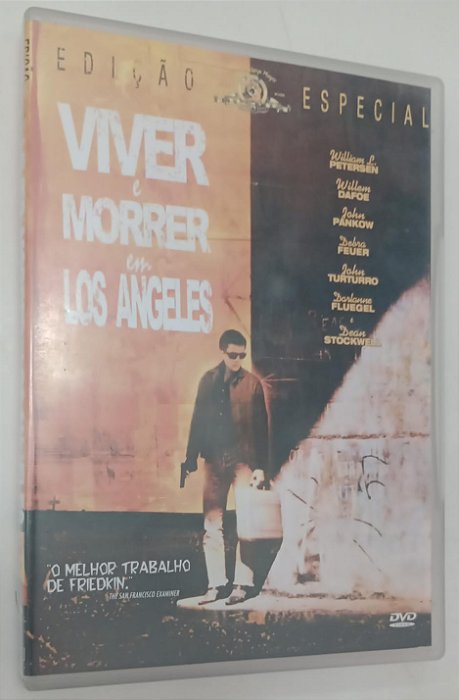 EDIÇÃO ESPECIAL
VIVER
e
MORRER
em
LOS ANGELES
William L.
PETERSEN
Willem
DAFOE
John
PANKOW
Debra
FEUER
John
TURTURRO
Darlanne
FLUEGEL
e
Dean
STOCKWELL
"O MELHOR TRABALHO
DE FRIEDKIN."
THE SAN FRANCISCO EXAMINER
DVD